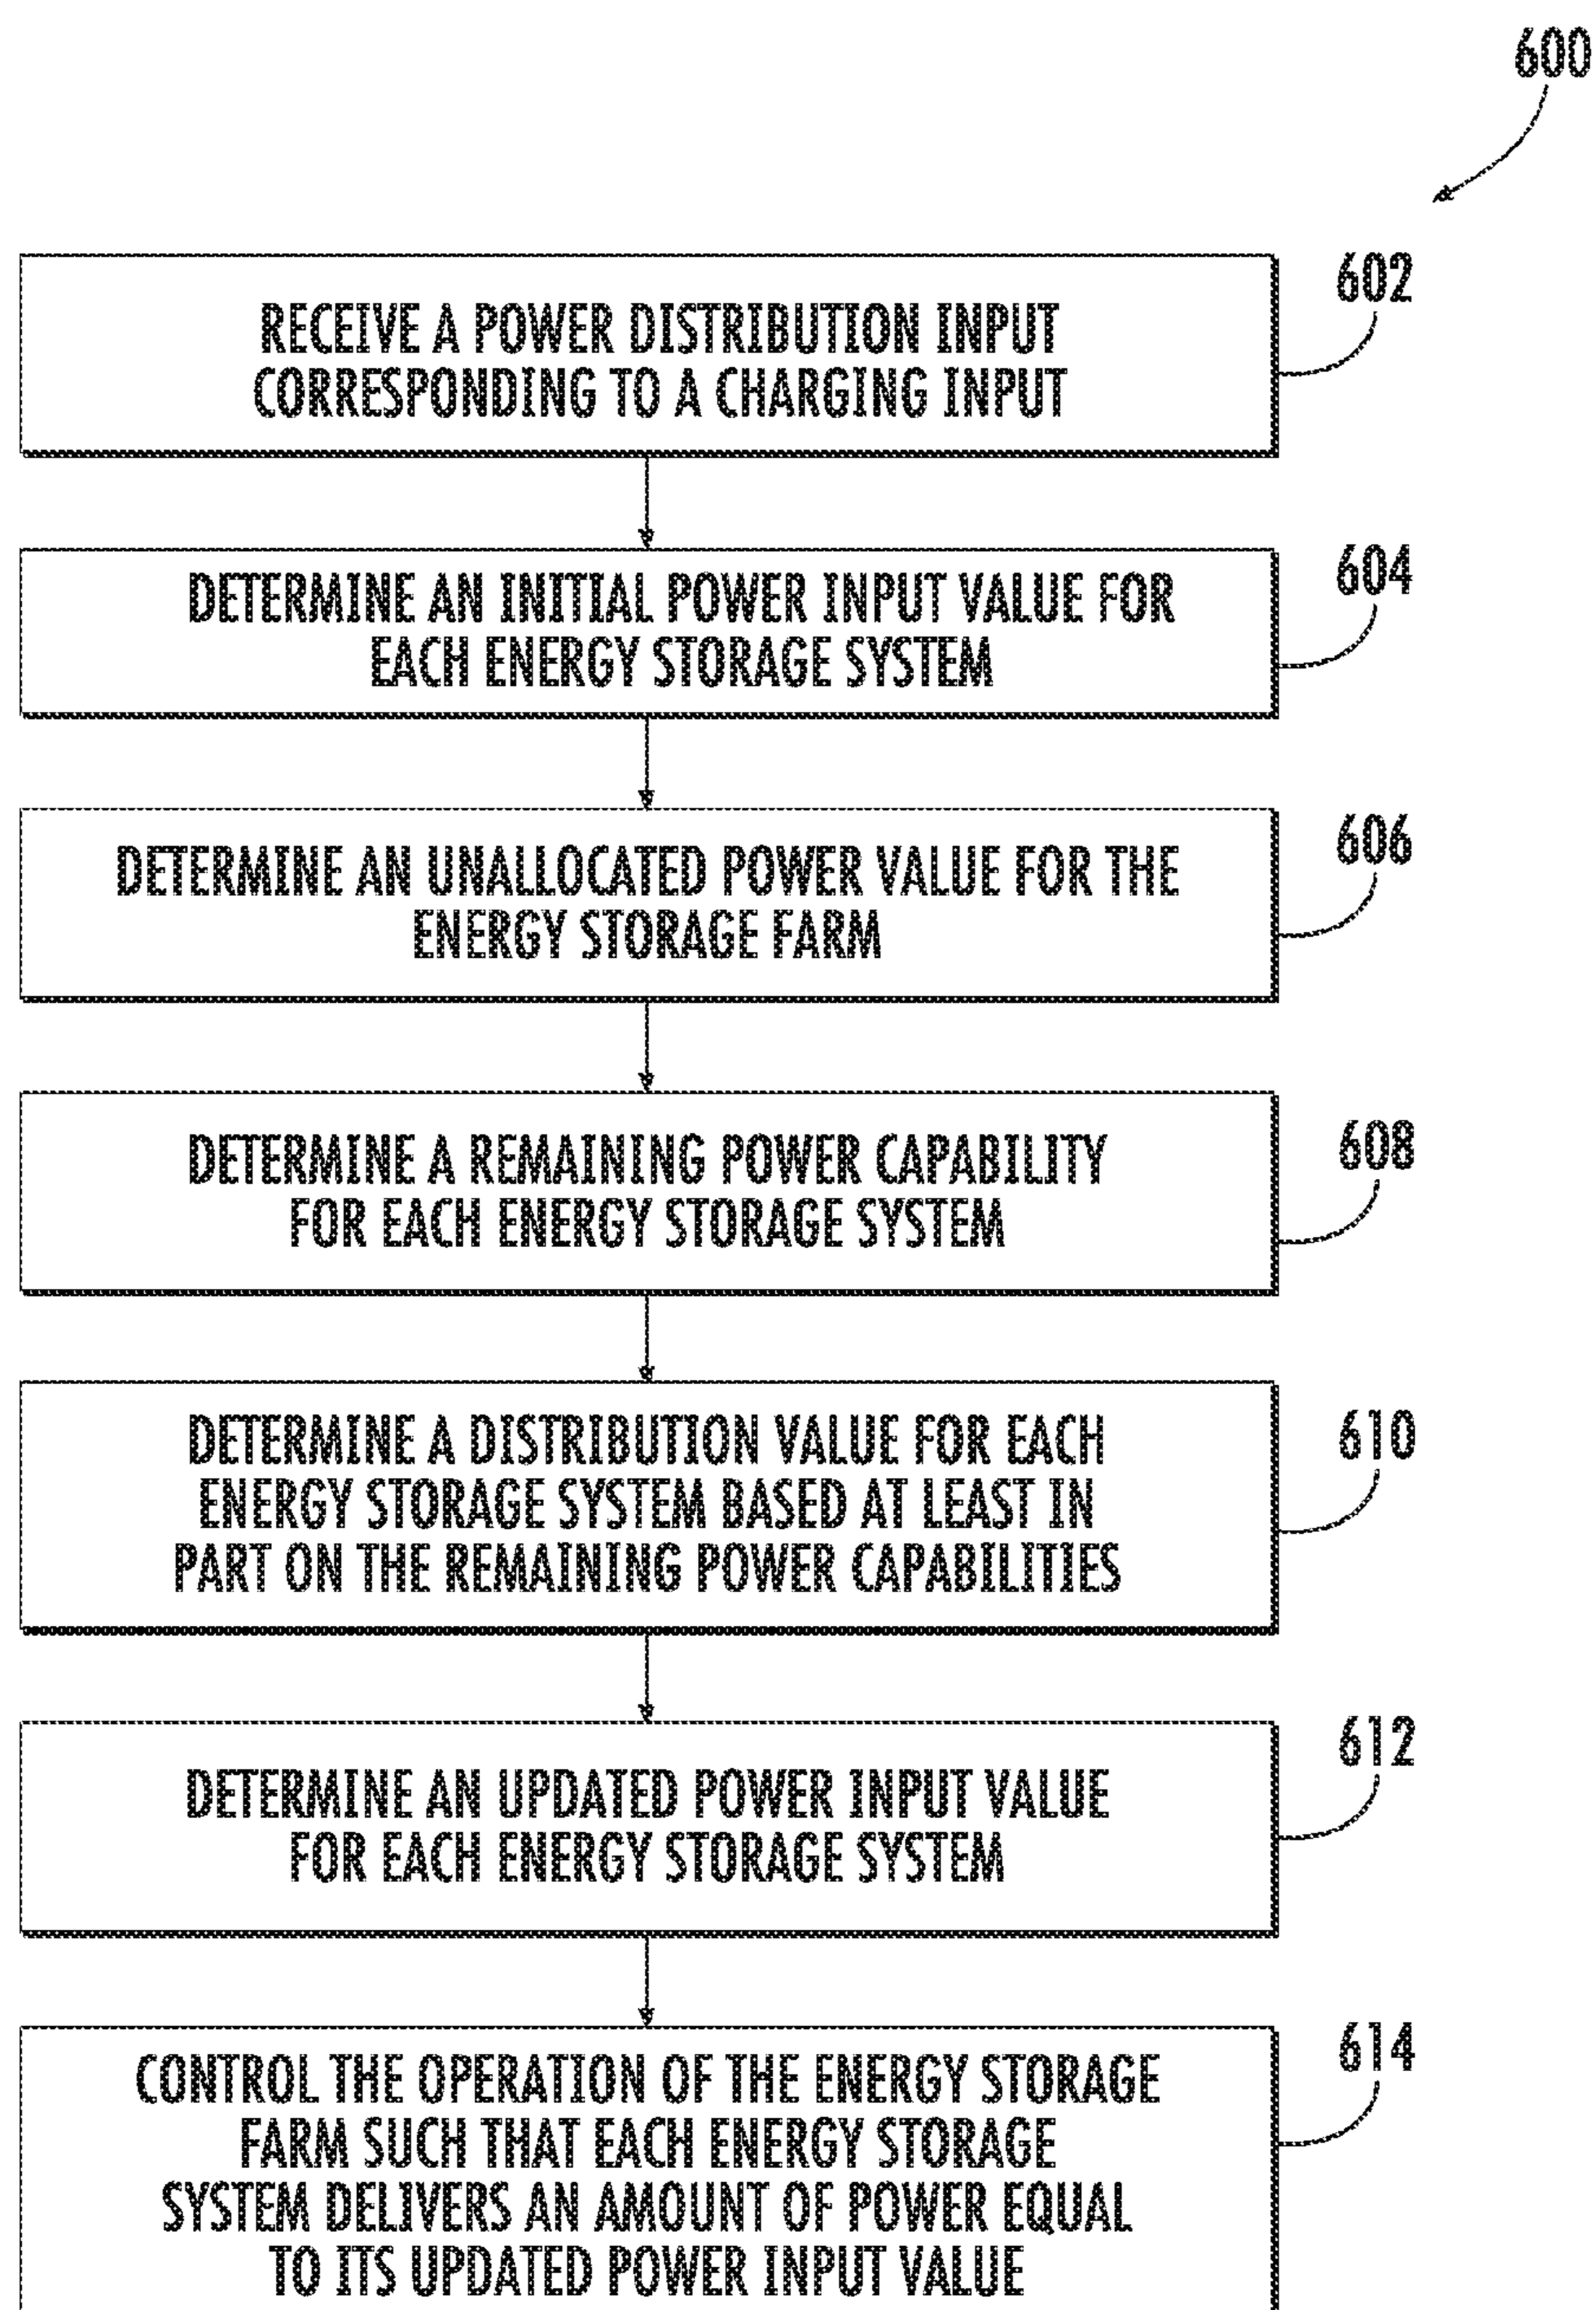 600
RECEIVE A POWER DISTRIBUTION INPUT
CORRESPONDING TO A CHARGING INPUT
602
DETERMINE AN INITIAL POWER INPUT VALUE FOR
EACH ENERGY STORAGE SYSTEM
604
DETERMINE AN UNALLOCATED POWER VALUE FOR THE
ENERGY STORAGE FARM
606
DETERMINE A REMAINING POWER CAPABILITY
FOR EACH ENERGY STORAGE SYSTEM
608
DETERMINE A DISTRIBUTION VALUE FOR EACH
ENERGY STORAGE SYSTEM BASED AT LEAST IN
PART ON THE REMAINING POWER CAPABILITIES
610
DETERMINE AN UPDATED POWER INPUT VALUE
FOR EACH ENERGY STORAGE SYSTEM
612
CONTROL THE OPERATION OF THE ENERGY STORAGE
FARM SUCH THAT EACH ENERGY STORAGE
SYSTEM DELIVERS AN AMOUNT OF POWER EQUAL
TO ITS UPDATED POWER INPUT VALUE
614